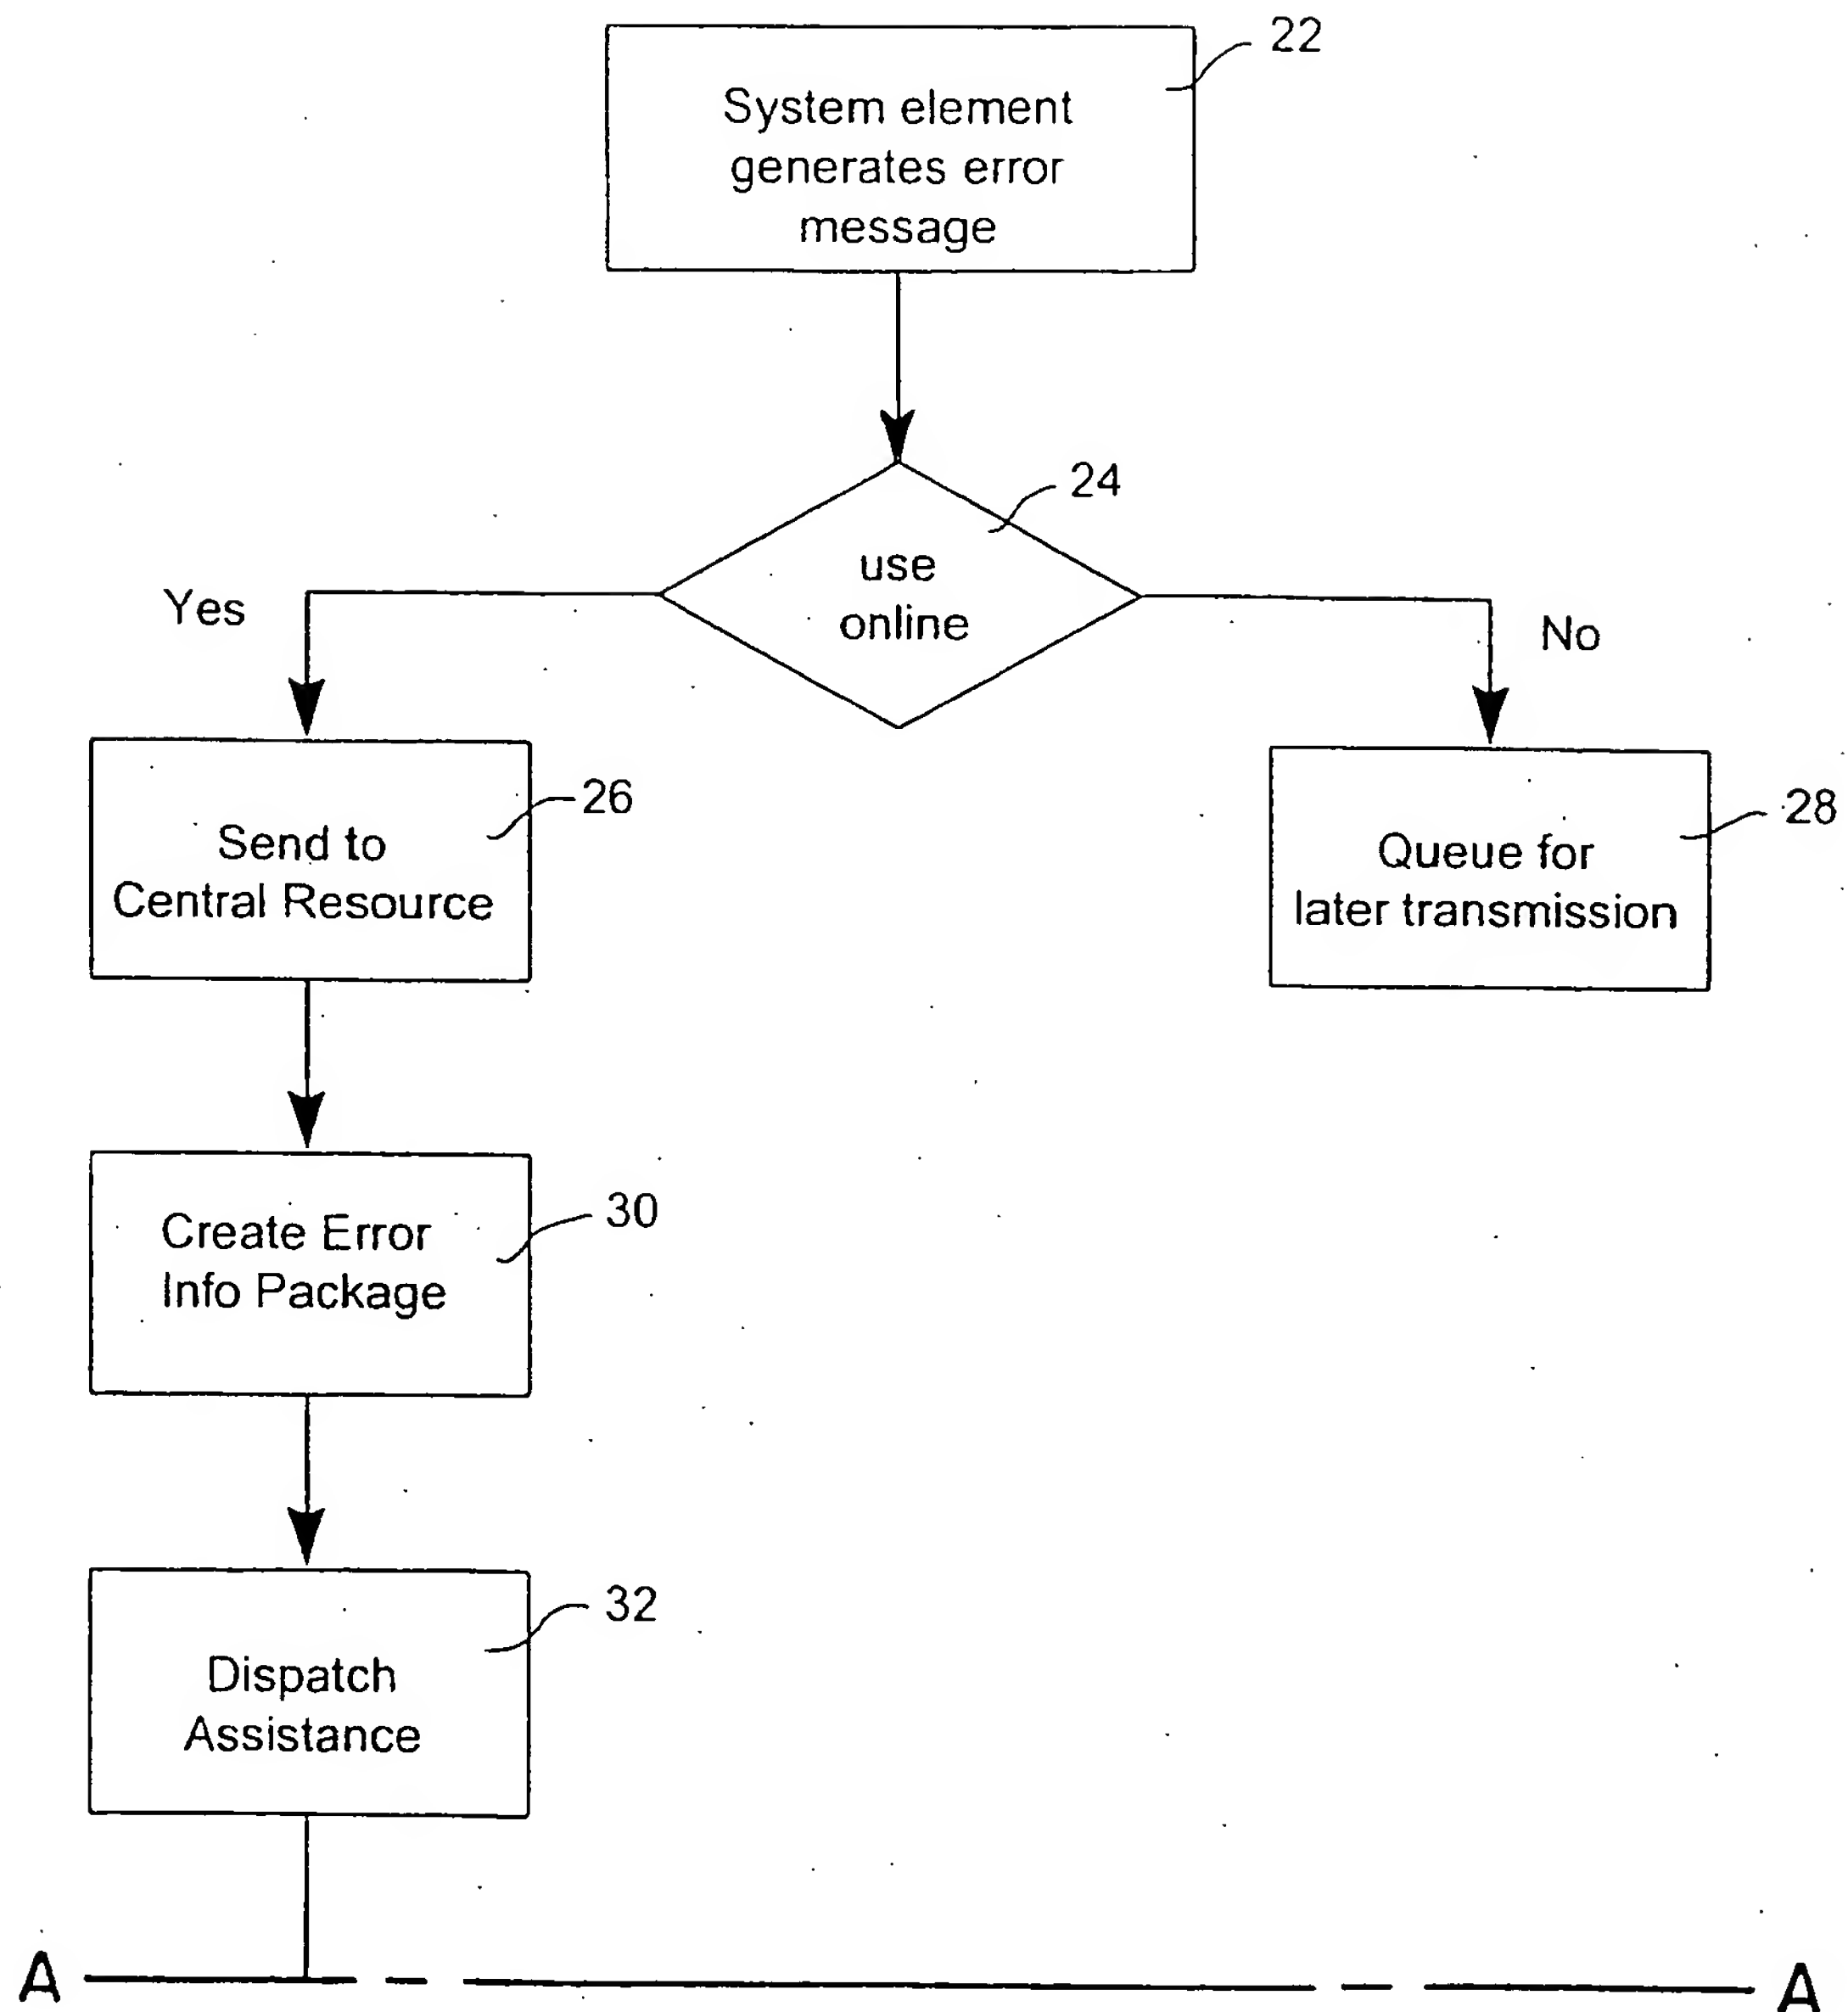 22
System element
generates error
message
24
use
online
Yes
No
26
Send to
Central Resource
28
Queue for
later transmission
30
Create Error
Info Package
32
Dispatch
Assistance
A
A